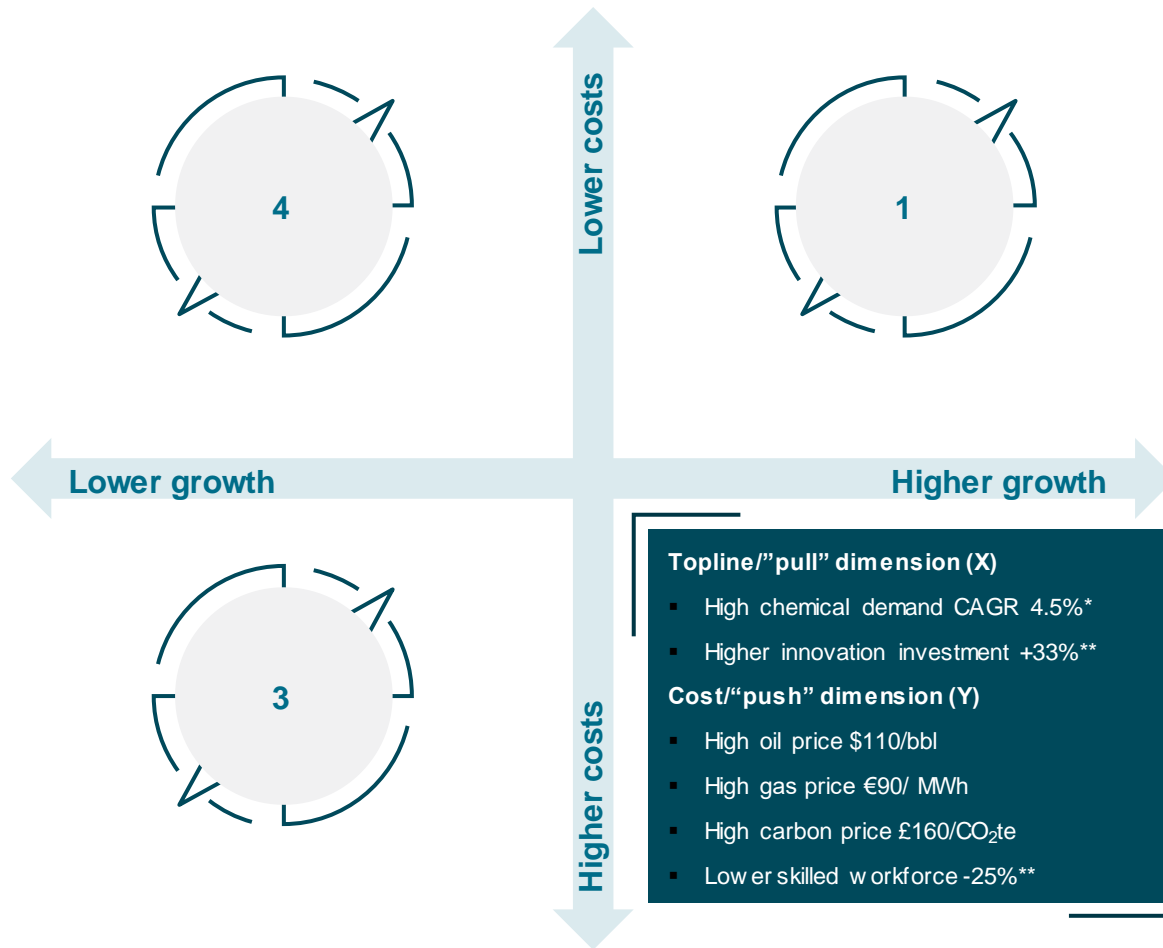 Lower costs
4
1
Lower growth
Higher growth
Topline/”pull” dimension (X)
▪ High chemical demand CAGR 4.5%*
▪ Higher innovation investment +33%**
Cost/“push” dimension (Y)
▪ High oil price $110/bbl
▪ High gas price €90/ MWh
▪ High carbon price £160/CO₂te
▪ Lower skilled workforce -25%**
3
Higher costs